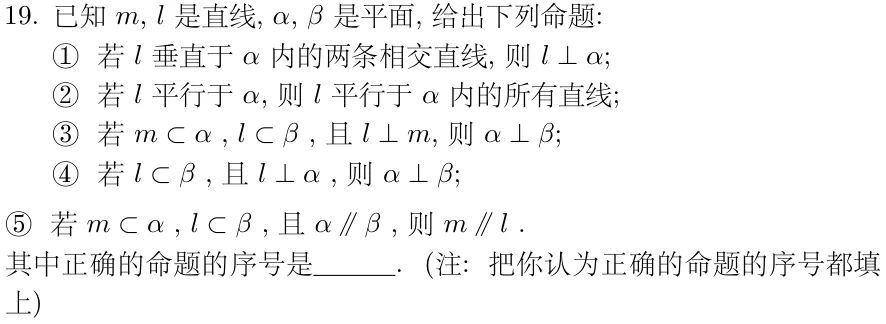 19. 已知 m, l 是直线, α, β 是平面, 给出下列命题:
① 若 l 垂直于 α 内的两条相交直线, 则 l ⊥ α;
② 若 l 平行于 α, 则 l 平行于 α 内的所有直线;
③ 若 m ⊂ α , l ⊂ β , 且 l ⊥ m, 则 α ⊥ β;
④ 若 l ⊂ β , 且 l ⊥ α , 则 α ⊥ β;
⑤ 若 m ⊂ α , l ⊂ β , 且 α ∥ β , 则 m ∥ l .
其中正确的命题的序号是______. (注: 把你认为正确的命题的序号都填
上)